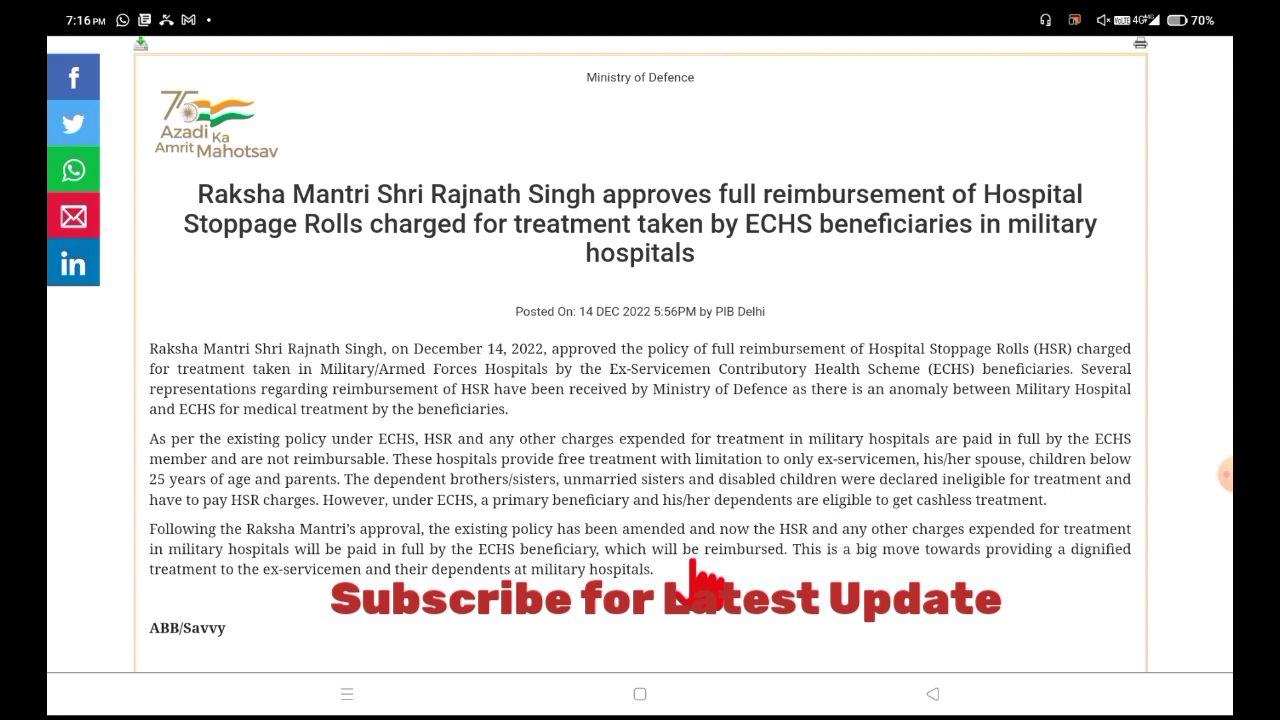 7:16 PM
VoLTE 4G 70%
Ministry of Defence
75
Azadi Ka
Amrit Mahotsav
Raksha Mantri Shri Rajnath Singh approves full reimbursement of Hospital
Stoppage Rolls charged for treatment taken by ECHS beneficiaries in military
hospitals
Posted On: 14 DEC 2022 5:56PM by PIB Delhi
Raksha Mantri Shri Rajnath Singh, on December 14, 2022, approved the policy of full reimbursement of Hospital Stoppage Rolls (HSR) charged
for treatment taken in Military/Armed Forces Hospitals by the Ex-Servicemen Contributory Health Scheme (ECHS) beneficiaries. Several
representations regarding reimbursement of HSR have been received by Ministry of Defence as there is an anomaly between Military Hospital
and ECHS for medical treatment by the beneficiaries.
As per the existing policy under ECHS, HSR and any other charges expended for treatment in military hospitals are paid in full by the ECHS
member and are not reimbursable. These hospitals provide free treatment with limitation to only ex-servicemen, his/her spouse, children below
25 years of age and parents. The dependent brothers/sisters, unmarried sisters and disabled children were declared ineligible for treatment and
have to pay HSR charges. However, under ECHS, a primary beneficiary and his/her dependents are eligible to get cashless treatment.
Following the Raksha Mantri's approval, the existing policy has been amended and now the HSR and any other charges expended for treatment
in military hospitals will be paid in full by the ECHS beneficiary, which will be reimbursed. This is a big move towards providing a dignified
treatment to the ex-servicemen and their dependents at military hospitals.
Subscribe for Latest Update
ABB/Savvy